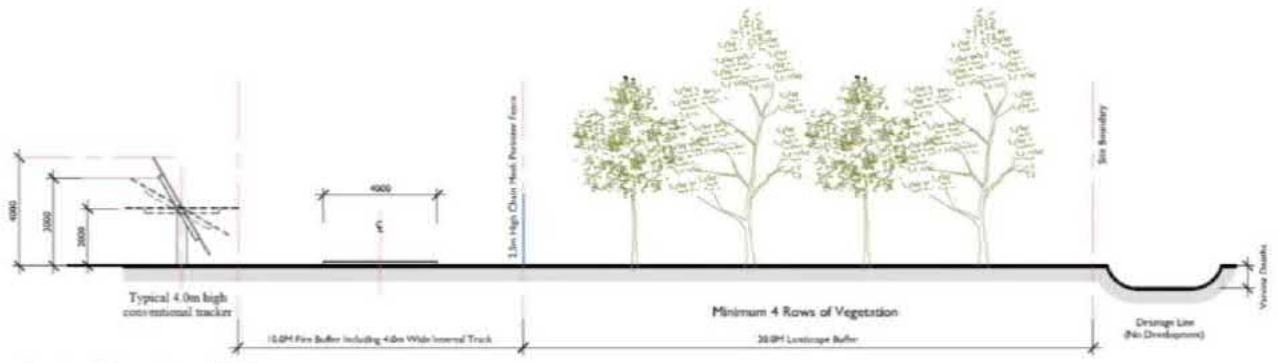 4000
3000
2000
4000
2.5m High Chain Mesh Perimeter Fence
Site Boundary
Typical 4.0m high
conventional tracker
Minimum 4 Rows of Vegetation
10.0M Fire Buffer Including 4.0m Wide Internal Track
20.0M Landscape Buffer
Drainage Line
(No Development)
Varying Depths